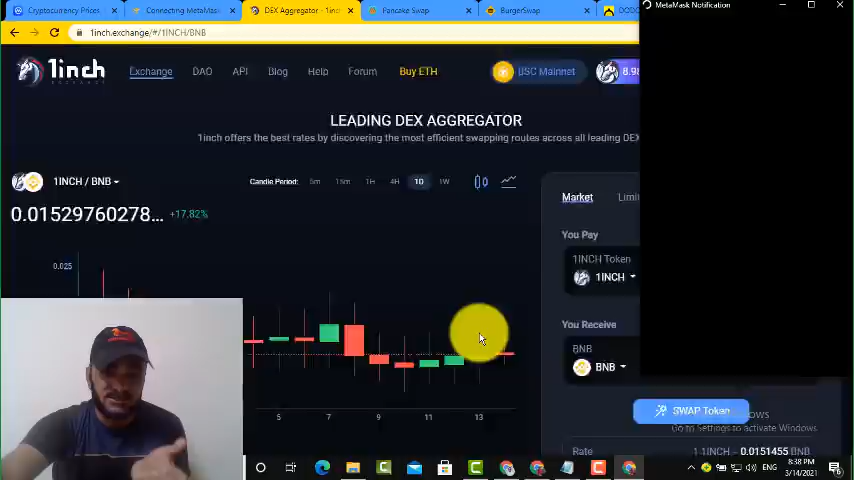 Cryptocurrency Prices
Connecting MetaMask
DEX Aggregator - 1inch
Pancake Swap
BurgerSwap
DODO
MetaMask Notification
1inch.exchange/#/1INCH/BNB
1inch
EXCHANGE
Exchange
DAO
API
Blog
Help
Forum
Buy ETH
BSC Mainnet
8.98
LEADING DEX AGGREGATOR
1inch offers the best rates by discovering the most efficient swapping routes across all leading DEX
1INCH / BNB
Candle Period: 5m 15m 1H 4H 1D 1W
0.01529760278... +17.82%
0.025
5 7 9 11 13
Market Limi
You Pay
1INCH Token
1INCH
You Receive
BNB
BNB
SWAP Token
Go to Settings to activate Windows.
Rate
1 1INCH ~ 0.0151455 BNB
ENG
8:38 PM
3/14/2021